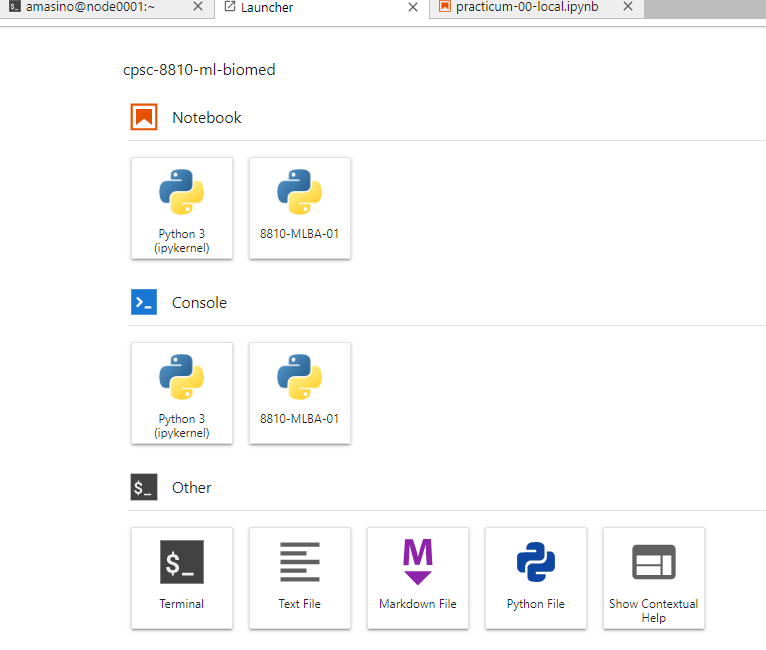 amasino@node0001:~
Launcher
practicum-00-local.ipynb
cpsc-8810-ml-biomed
Notebook
Python 3
(ipykernel)
8810-MLBA-01
Console
Python 3
(ipykernel)
8810-MLBA-01
$_ Other
$_
M
Terminal
Text File
Markdown File
Python File
Show Contextual
Help